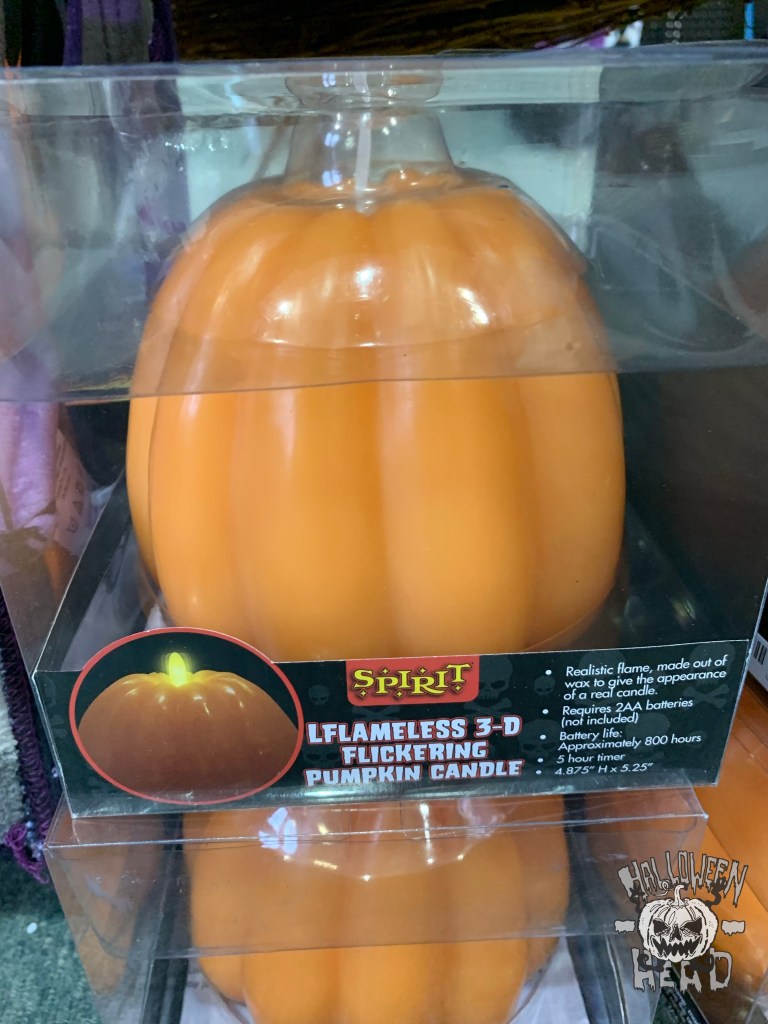 SPIRIT
LFLAMELESS 3-D
FLICKERING
PUMPKIN CANDLE
• Realistic flame, made out of
wax to give the appearance
of a real candle.
• Requires 2AA batteries
(not included)
• Battery life:
Approximately 800 hours
• 5 hour timer
• 4.875" H x 5.25"
HALLOWEEN
HEAD